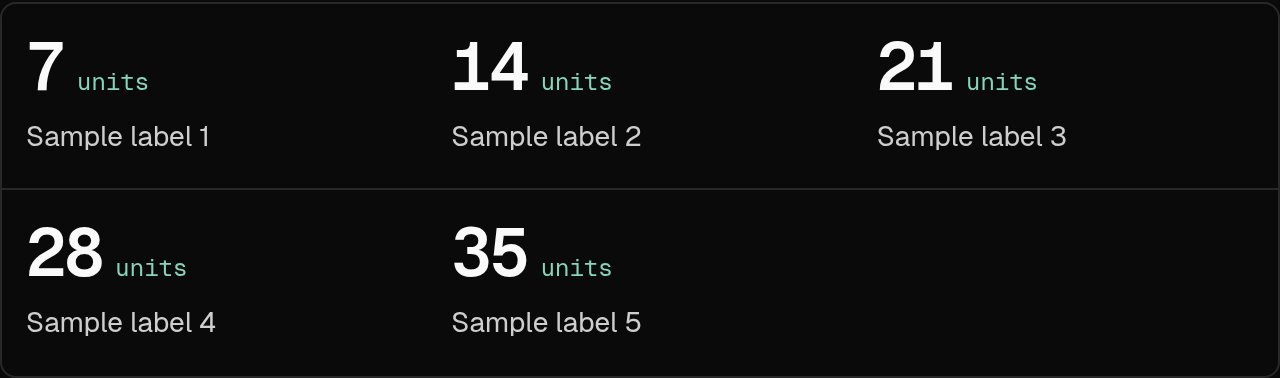 7 units
14 units
21 units
Sample label 1
Sample label 2
Sample label 3
28 units
35 units
Sample label 4
Sample label 5